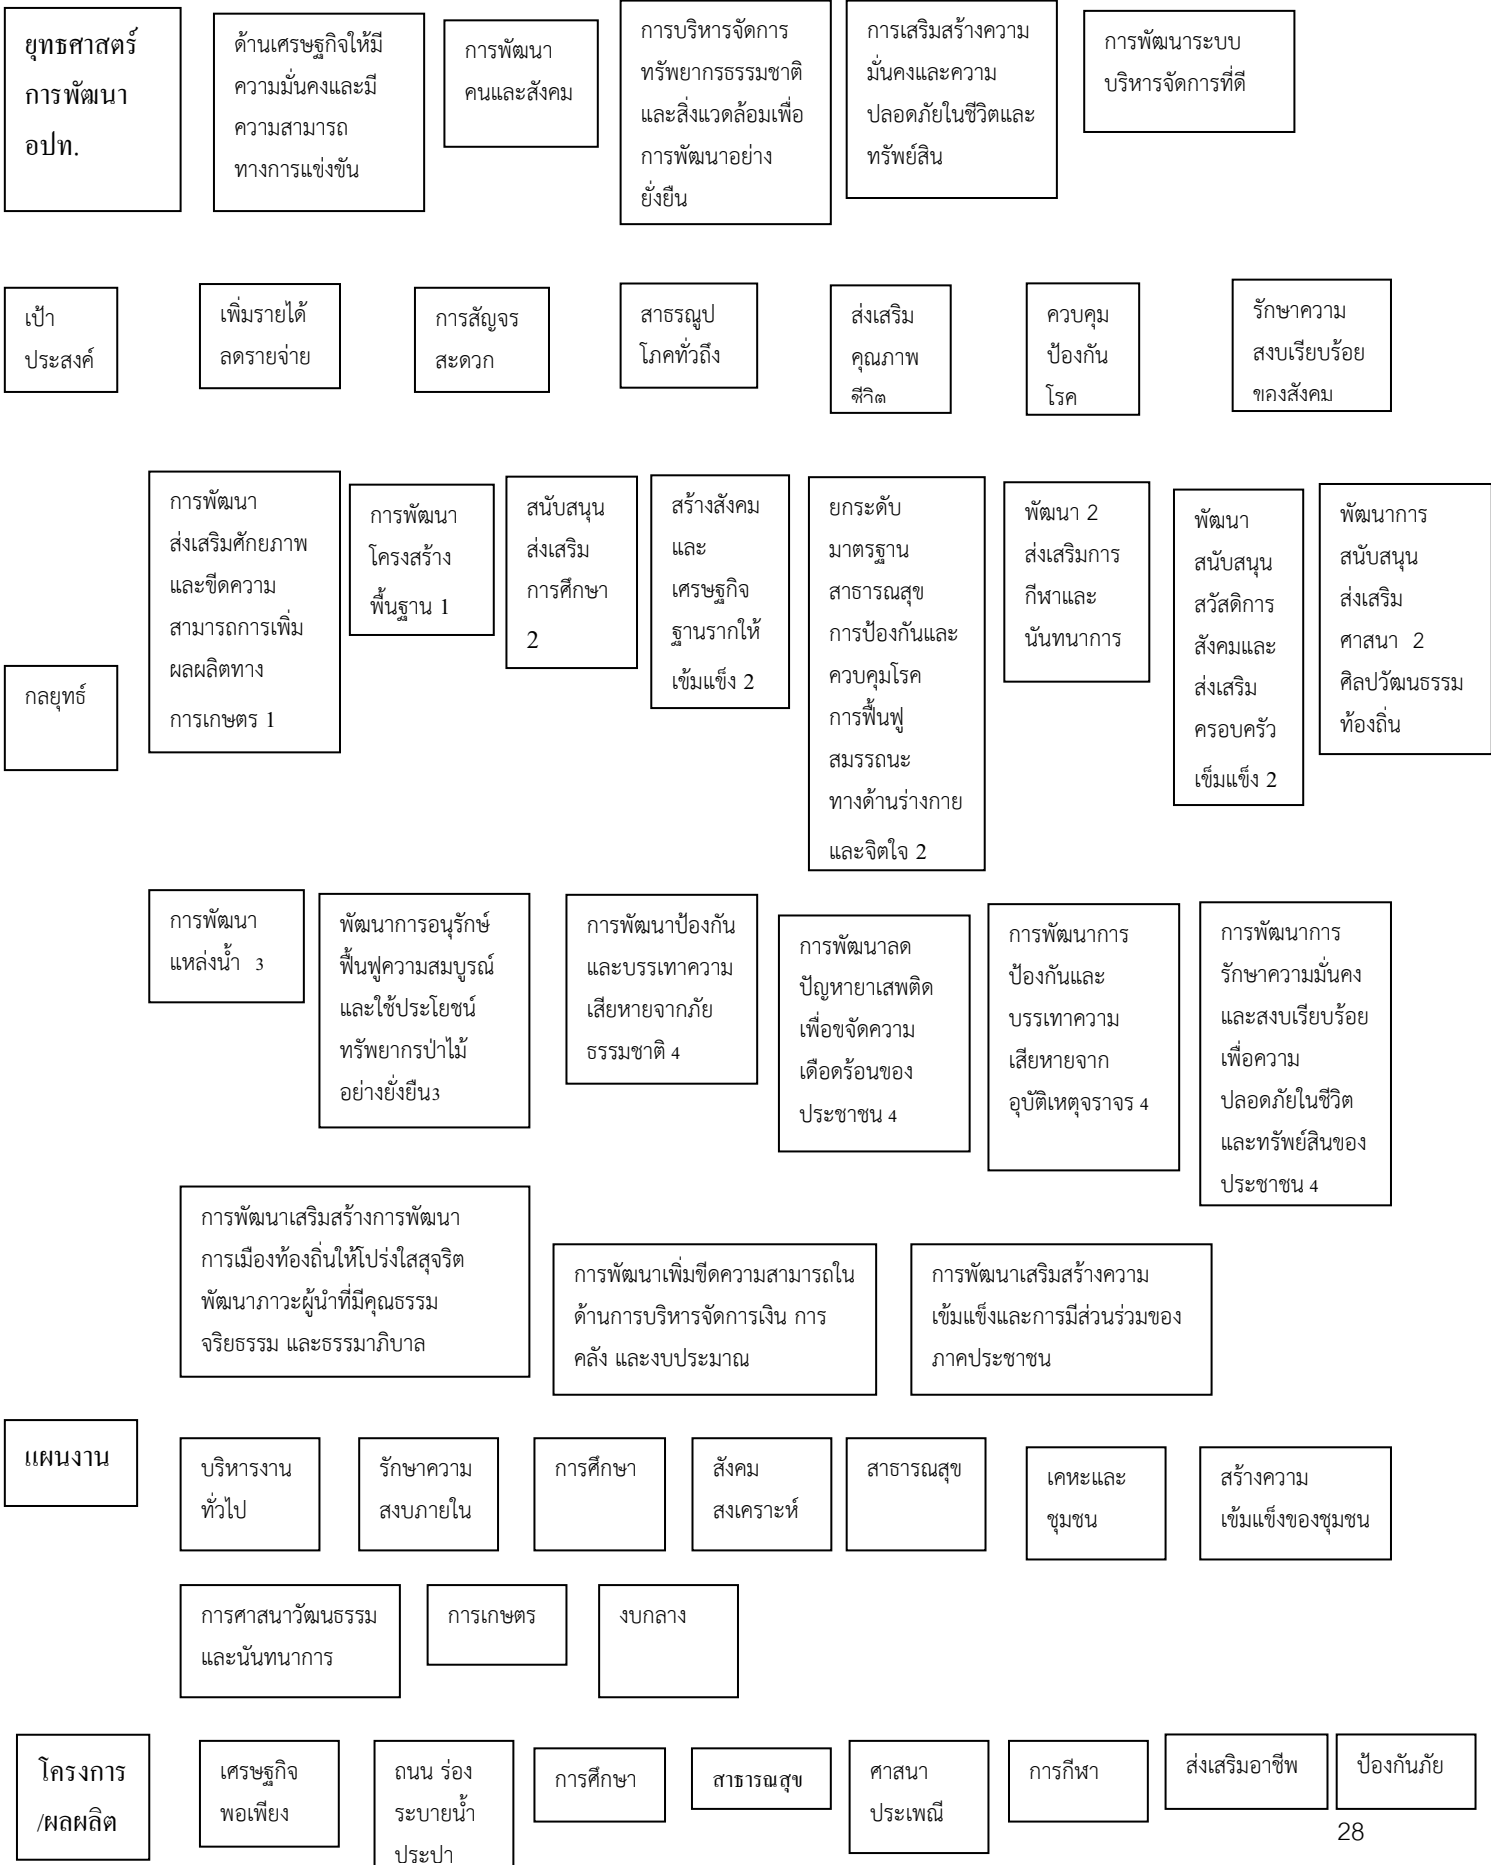 ยุทธศาสตร์
การพัฒนา
อปท.
ด้านเศรษฐกิจให้มี
ความมั่นคงและมี
ความสามารถ
ทางการแข่งขัน
การพัฒนา
คนและสังคม
การบริหารจัดการ
ทรัพยากรธรรมชาติ
และสิ่งแวดล้อมเพื่อ
การพัฒนาอย่าง
ยั่งยืน
การเสริมสร้างความ
มั่นคงและความ
ปลอดภัยในชีวิตและ
ทรัพย์สิน
การพัฒนาระบบ
บริหารจัดการที่ดี
เป้า
ประสงค์
เพิ่มรายได้
ลดรายจ่าย
การสัญจร
สะดวก
สาธรณูป
โภคทั่วถึง
ส่งเสริม
คุณภาพ
ชีวิต
ควบคุม
ป้องกัน
โรค
รักษาความ
สงบเรียบร้อย
ของสังคม
กลยุทธ์
การพัฒนา
ส่งเสริมศักยภาพ
และขีดความ
สามารถการเพิ่ม
ผลผลิตทาง
การเกษตร 1
การพัฒนา
โครงสร้าง
พื้นฐาน 1
สนับสนุน
ส่งเสริม
การศึกษา
2
สร้างสังคม
และ
เศรษฐกิจ
ฐานรากให้
เข้มแข็ง 2
ยกระดับ
มาตรฐาน
สาธารณสุข
การป้องกันและ
ควบคุมโรค
การฟื้นฟู
สมรรถนะ
ทางด้านร่างกาย
และจิตใจ 2
พัฒนา 2
ส่งเสริมการ
กีฬาและ
นันทนาการ
พัฒนา
สนับสนุน
สวัสดิการ
สังคมและ
ส่งเสริม
ครอบครัว
เข็มแข็ง 2
พัฒนาการ
สนับสนุน
ส่งเสริม
ศาสนา 2
ศิลปวัฒนธรรม
ท้องถิ่น
การพัฒนา
แหล่งน้ำ 3
พัฒนาการอนุรักษ์
ฟื้นฟูความสมบูรณ์
และใช้ประโยชน์
ทรัพยากรป่าไม้
อย่างยั่งยืน3
การพัฒนาป้องกัน
และบรรเทาความ
เสียหายจากภัย
ธรรมชาติ 4
การพัฒนาลด
ปัญหายาเสพติด
เพื่อขจัดความ
เดือดร้อนของ
ประชาชน 4
การพัฒนาการ
ป้องกันและ
บรรเทาความ
เสียหายจาก
อุบัติเหตุจราจร 4
การพัฒนาการ
รักษาความมั่นคง
และสงบเรียบร้อย
เพื่อความ
ปลอดภัยในชีวิต
และทรัพย์สินของ
ประชาชน 4
การพัฒนาเสริมสร้างการพัฒนา
การเมืองท้องถิ่นให้โปร่งใสสุจริต
พัฒนาภาวะผู้นำที่มีคุณธรรม
จริยธรรม และธรรมาภิบาล
การพัฒนาเพิ่มขีดความสามารถใน
ด้านการบริหารจัดการเงิน การ
คลัง และงบประมาณ
การพัฒนาเสริมสร้างความ
เข้มแข็งและการมีส่วนร่วมของ
ภาคประชาชน
แผนงาน
บริหารงาน
ทั่วไป
รักษาความ
สงบภายใน
การศึกษา
สังคม
สงเคราะห์
สาธารณสุข
เคหะและ
ชุมชน
สร้างความ
เข้มแข็งของชุมชน
การศาสนาวัฒนธรรม
และนันทนาการ
การเกษตร
งบกลาง
โครงการ
/ผลผลิต
เศรษฐกิจ
พอเพียง
ถนน ร่อง
ระบายน้ำ
ประปา
การศึกษา
สาธารณสุข
ศาสนา
ประเพณี
การกีฬา
ส่งเสริมอาชีพ
ป้องกันภัย
28